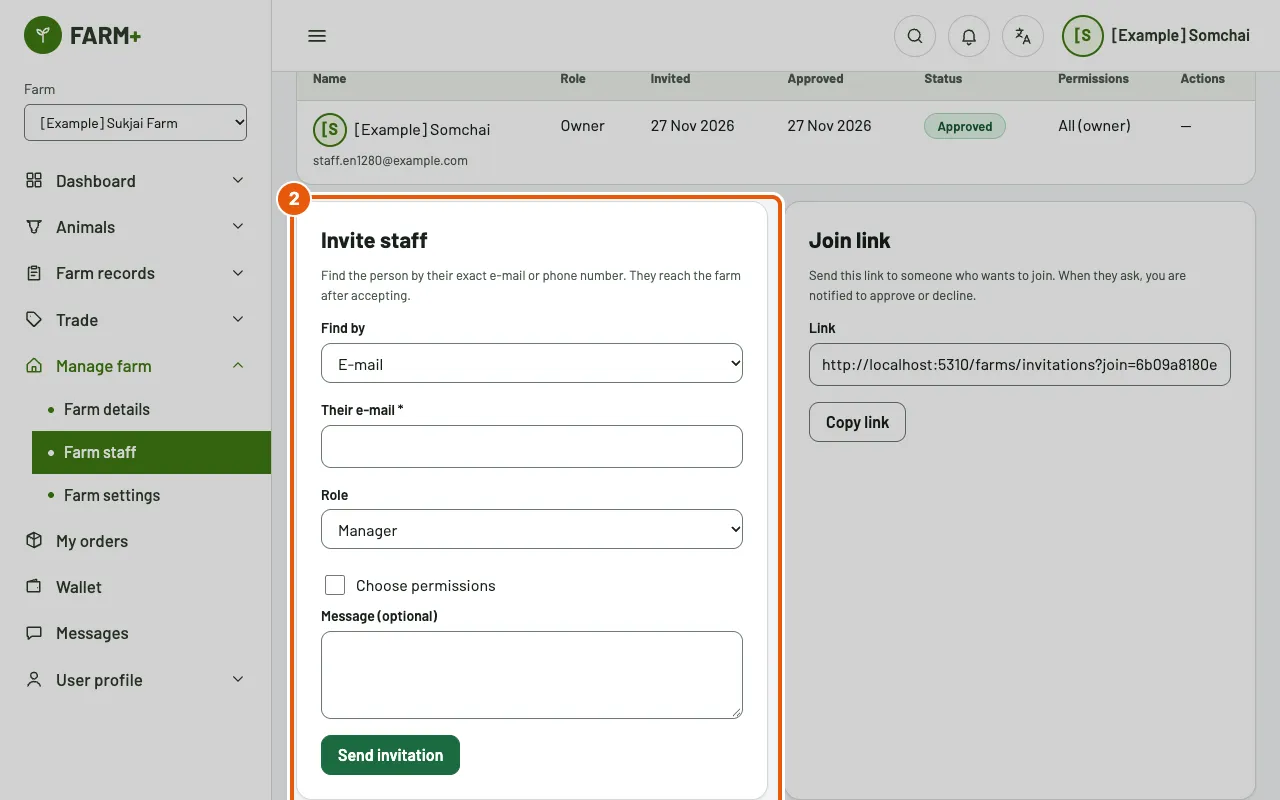 FARM+
Farm
[Example] Sukjai Farm
Dashboard
Animals
Farm records
Trade
Manage farm
Farm details
Farm staff
Farm settings
My orders
Wallet
Messages
User profile
[S [Example] Somchai
Name Role Invited Approved Status Permissions Actions
[S [Example] Somchai Owner 27 Nov 2026 27 Nov 2026 Approved All (owner) —
staff.en1280@example.com
2
Invite staff
Find the person by their exact e-mail or phone number. They reach the farm
after accepting.
Find by
E-mail
Their e-mail *
Role
Manager
Choose permissions
Message (optional)
Send invitation
Join link
Send this link to someone who wants to join. When they ask, you are
notified to approve or decline.
Link
http://localhost:5310/farms/invitations?join=6b09a8180e
Copy link